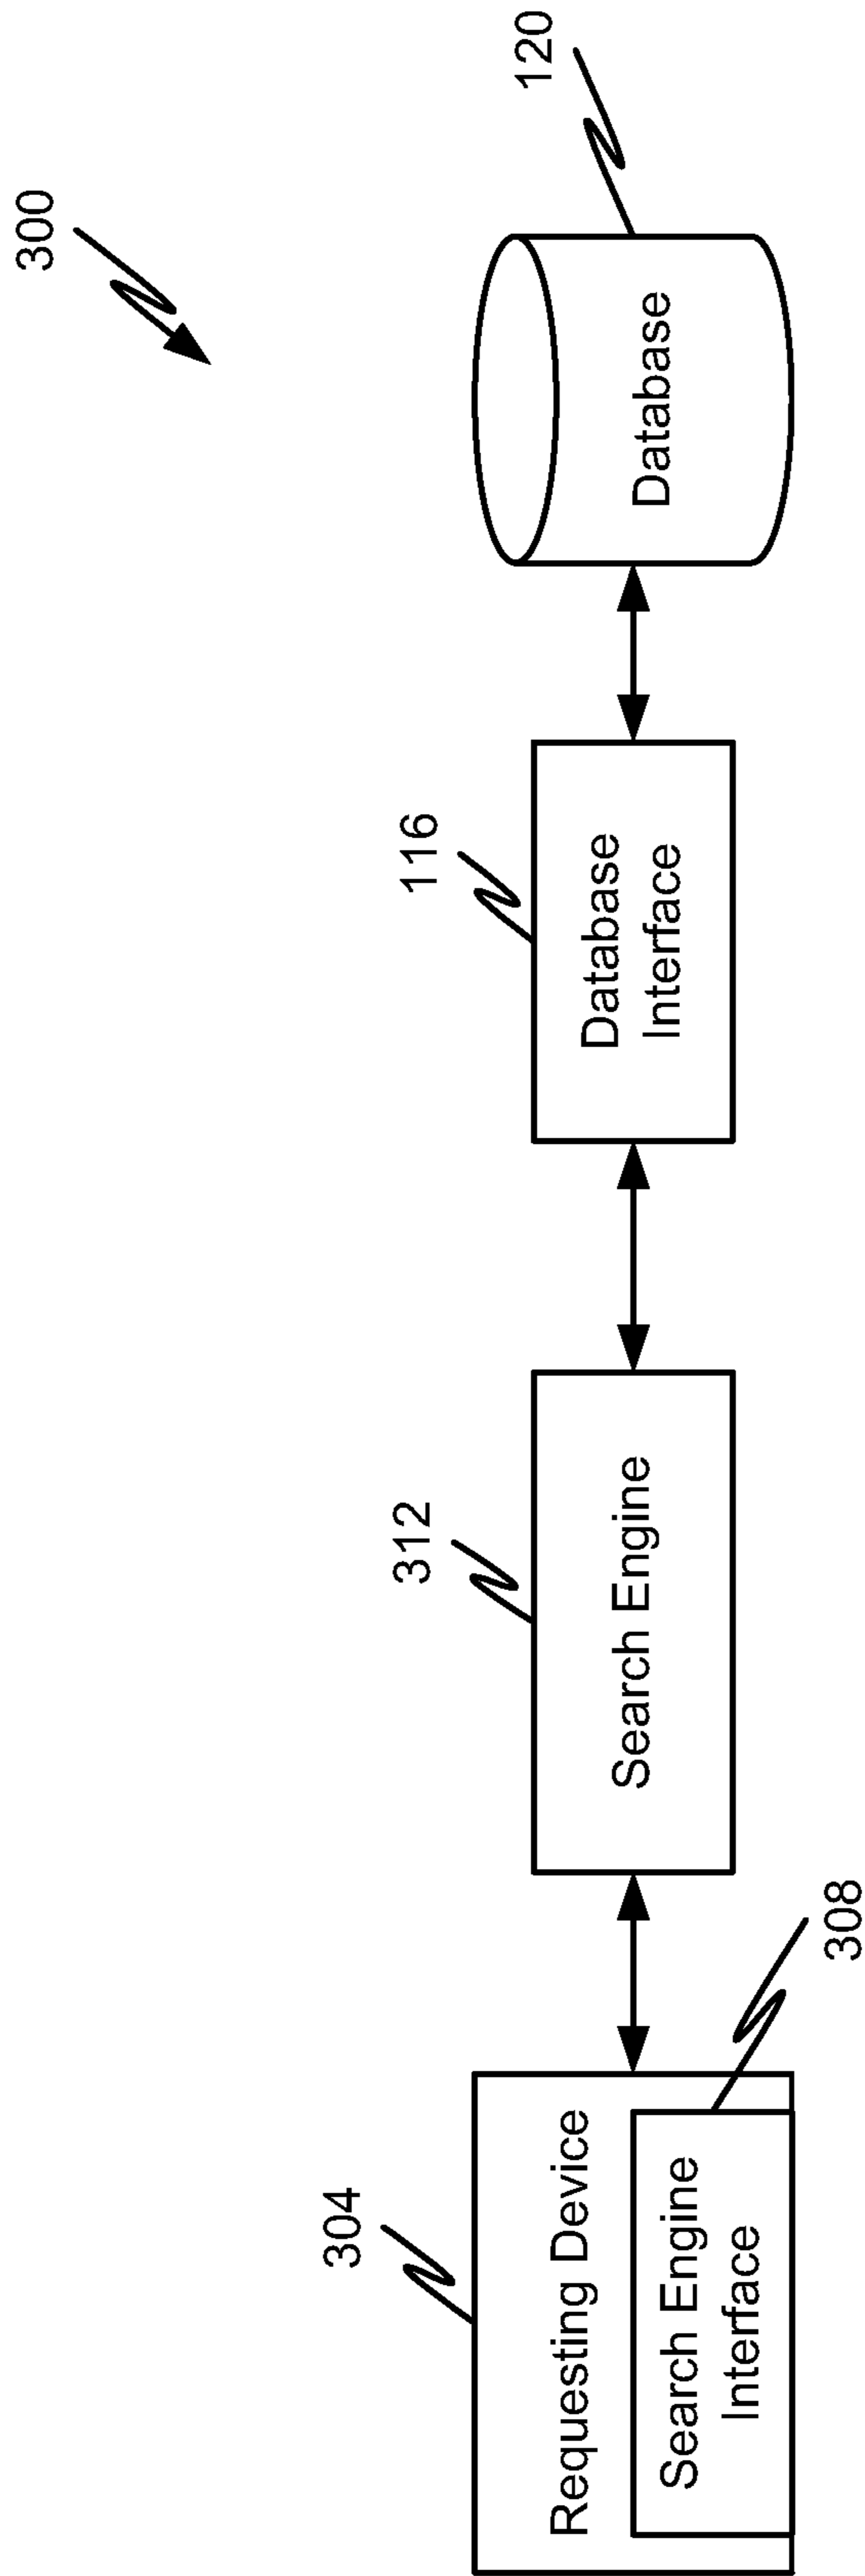 300
304
Requesting Device
Search Engine
Interface
308
312
Search Engine
116
Database
Interface
120
Database